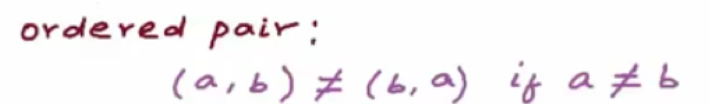 ordered pair:
(a, b) ≠ (b, a) if a ≠ b